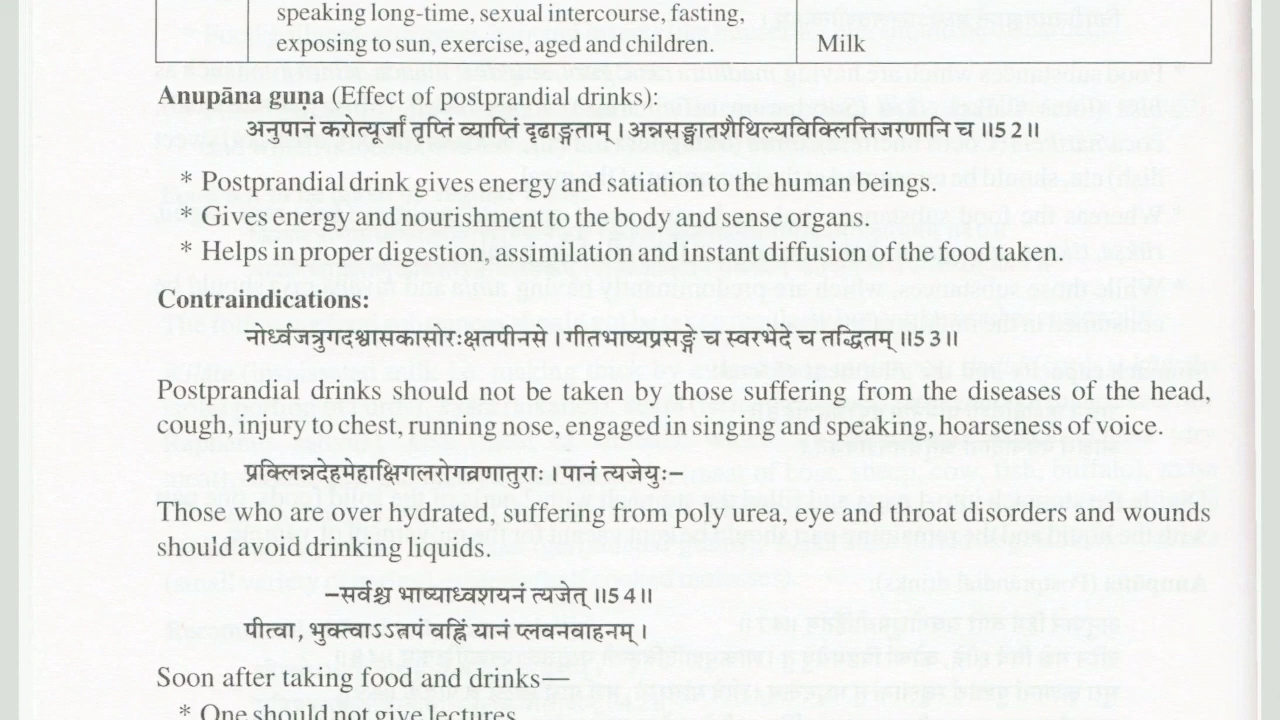 speaking long-time, sexual intercourse, fasting,
exposing to sun, exercise, aged and children. Milk
Anupāna guṇa (Effect of postprandial drinks):
अनुपानं करोत्यूर्जां तृप्तिं व्याप्तिं दृढाङ्गताम् । अन्नसङ्घातशैथिल्यविक्लित्तिजरणानि च ॥52॥
* Postprandial drink gives energy and satiation to the human beings.
* Gives energy and nourishment to the body and sense organs.
* Helps in proper digestion, assimilation and instant diffusion of the food taken.
Contraindications:
नोर्ध्वजत्रुगदश्वासकासोरःक्षतपीनसे । गीतभाष्यप्रसङ्गे च स्वरभेदे च तद्धितम् ॥53॥
Postprandial drinks should not be taken by those suffering from the diseases of the head,
cough, injury to chest, running nose, engaged in singing and speaking, hoarseness of voice.
प्रक्लिन्नदेहमेहाक्षिगलरोगव्रणातुराः । पानं त्यजेयुः–
Those who are over hydrated, suffering from poly urea, eye and throat disorders and wounds
should avoid drinking liquids.
–सर्वश्च भाष्याध्वशयनं त्यजेत् ॥54॥
पीत्वा, भुक्त्वाऽऽतपं वह्निं यानं प्लवनवाहनम् ।
Soon after taking food and drinks—
* One should not give lectures